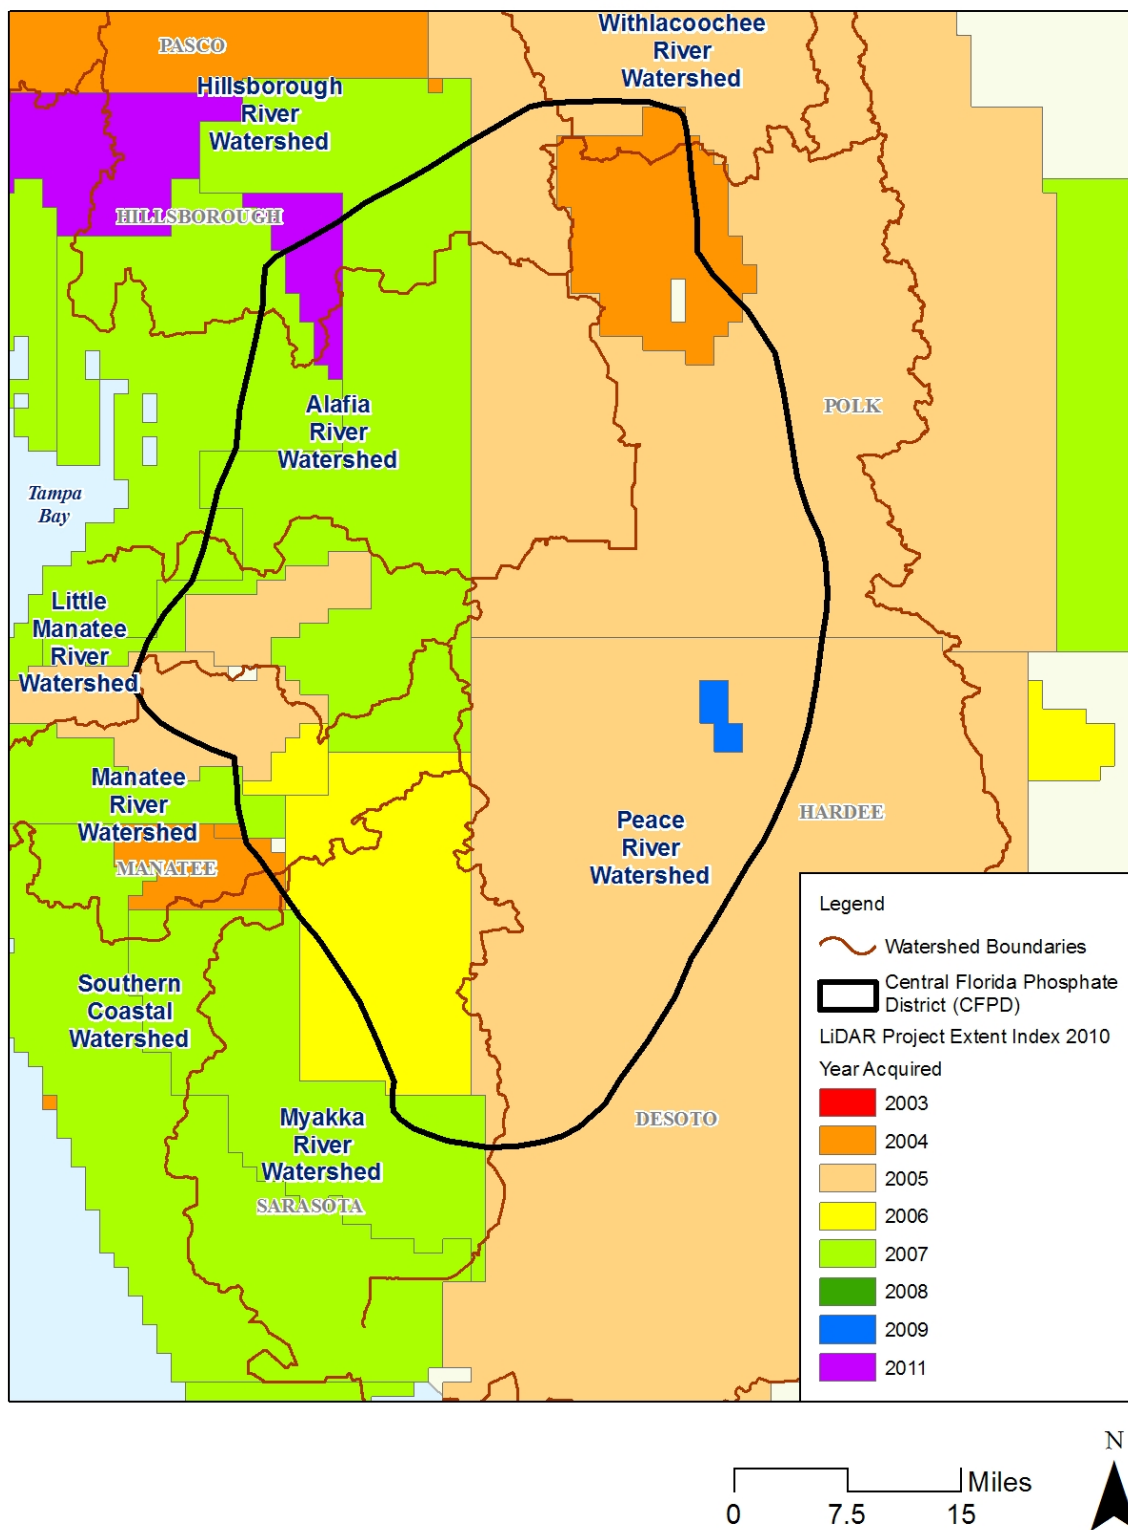 Withlacoochee
River
Watershed
PASCO
Hillsborough
River
Watershed
HILLSBOROUGH
POLK
Alafia
River
Watershed
Tampa
Bay
Little
Manatee
River
Watershed
Manatee
River
Watershed
MANATEE
Peace
River
Watershed
HARDEE
Southern
Coastal
Watershed
Myakka
River
Watershed
SARASOTA
DESOTO
Legend
Watershed Boundaries
Central Florida Phosphate
District (CFPD)
LiDAR Project Extent Index 2010
Year Acquired
2003
2004
2005
2006
2007
2008
2009
2011
N
Miles
0 7.5 15